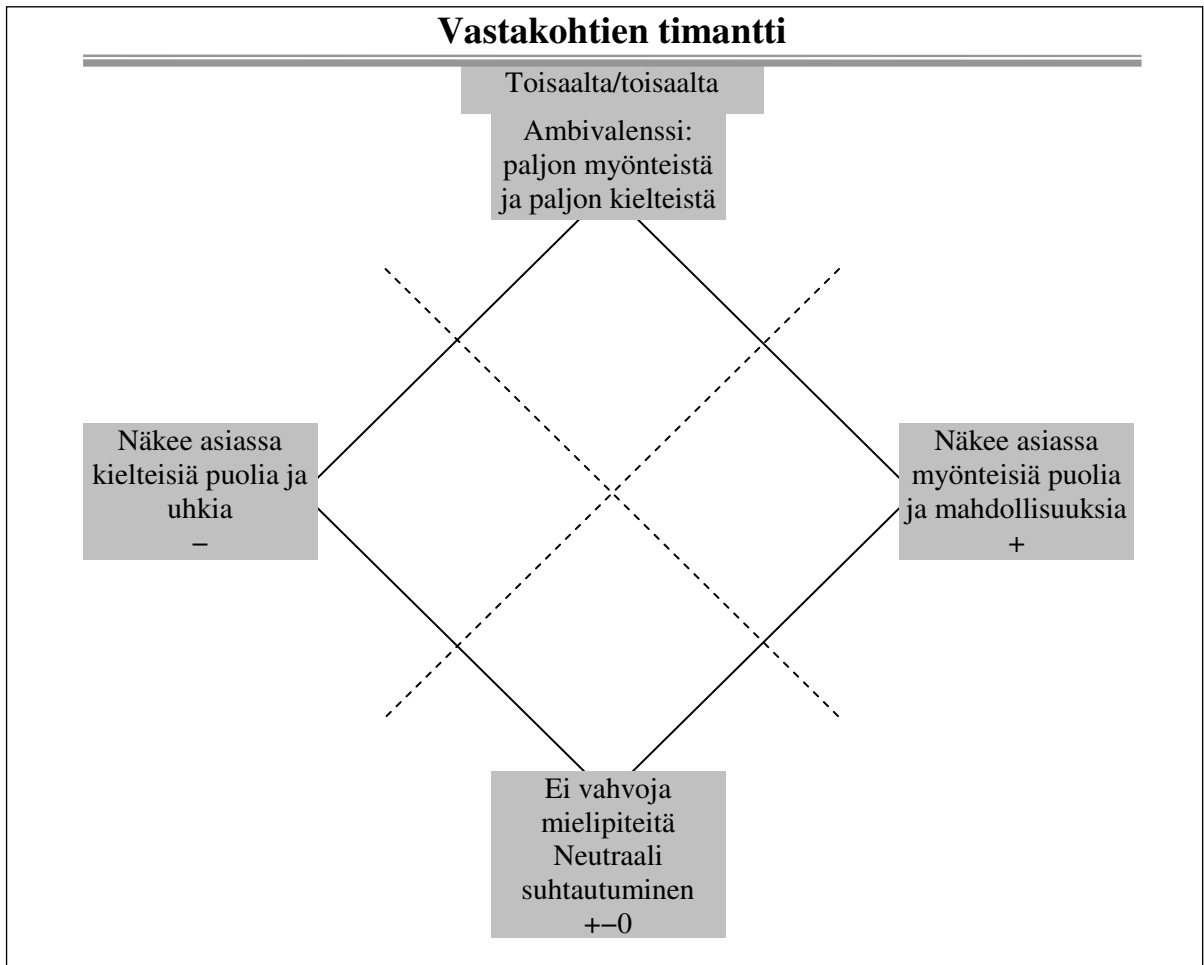 Vastakohtien timantti
Toisaalta/toisaalta
Ambivalenssi:
paljon myönteistä
ja paljon kielteistä
Näkee asiassa
kielteisiä puolia ja
uhkia
–
Näkee asiassa
myönteisiä puolia
ja mahdollisuuksia
+
Ei vahvoja
mielipiteitä
Neutraali
suhtautuminen
+–0